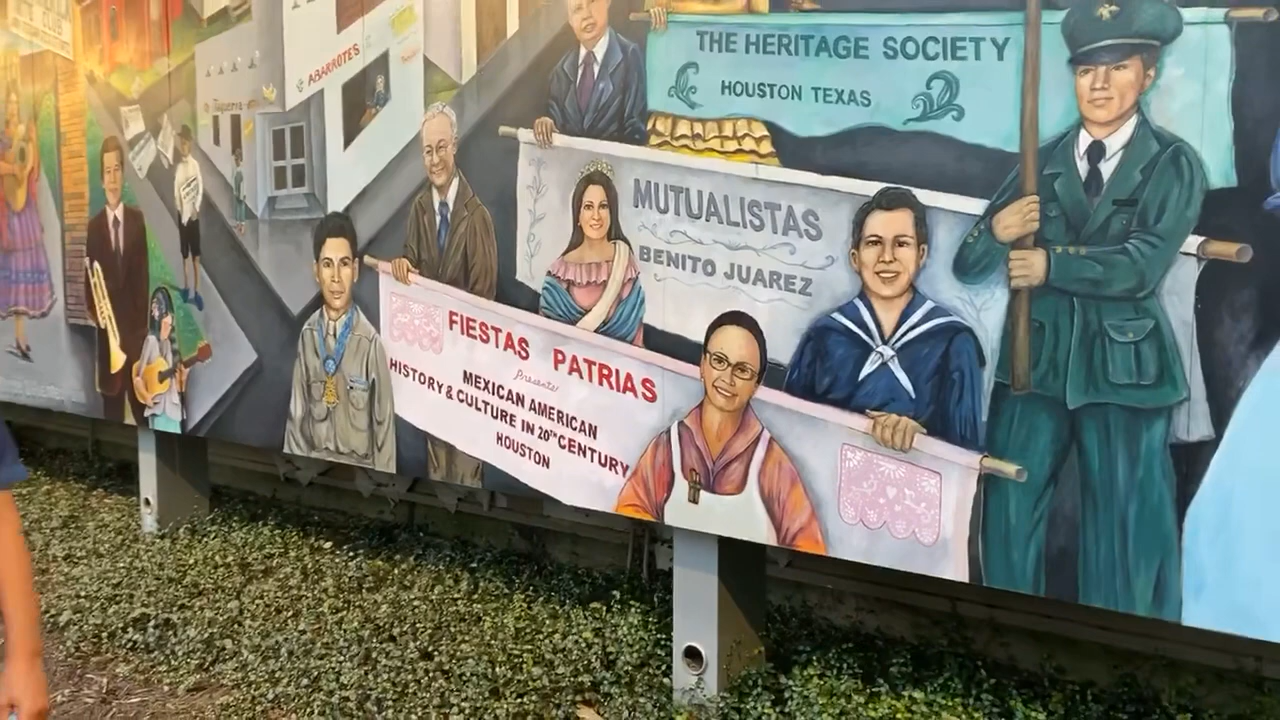 ABARROTES
Taqueria
THE HERITAGE SOCIETY
HOUSTON TEXAS
MUTUALISTAS
BENITO JUAREZ
FIESTAS PATRIAS
Presents
MEXICAN AMERICAN
HISTORY & CULTURE IN 20TH CENTURY
HOUSTON